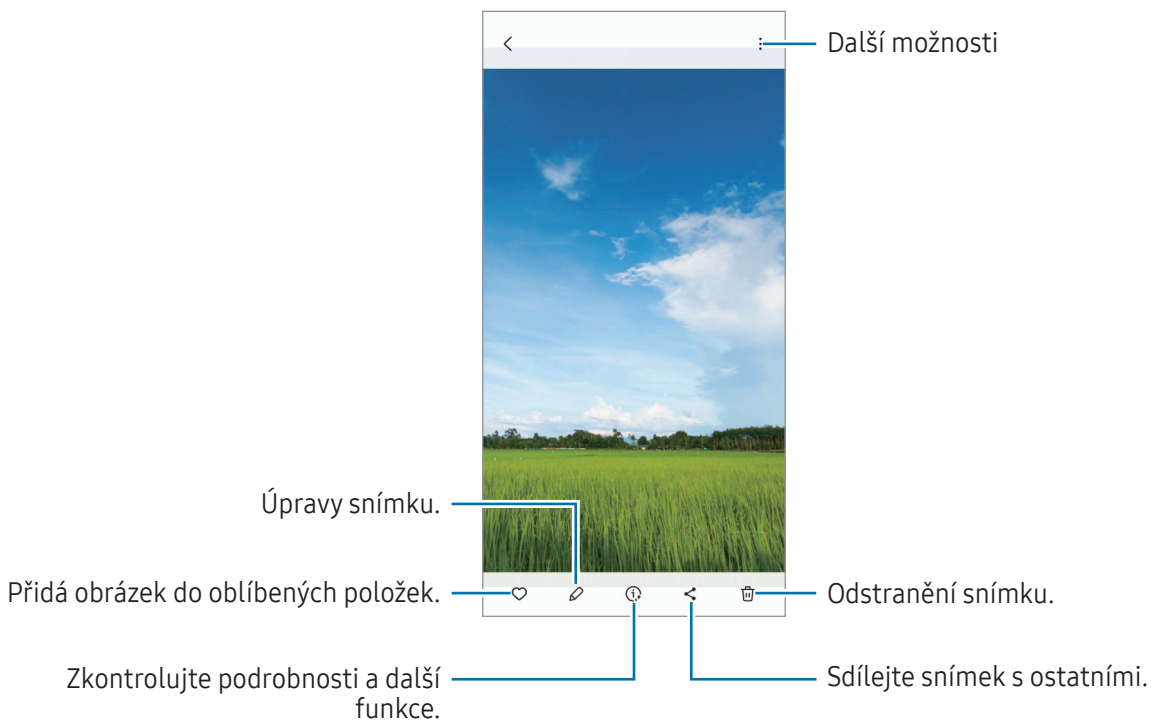 Další možnosti
Úpravy snímku.
Přidá obrázek do oblíbených položek.
Odstranění snímku.
Zkontrolujte podrobnosti a další
funkce.
Sdílejte snímek s ostatními.